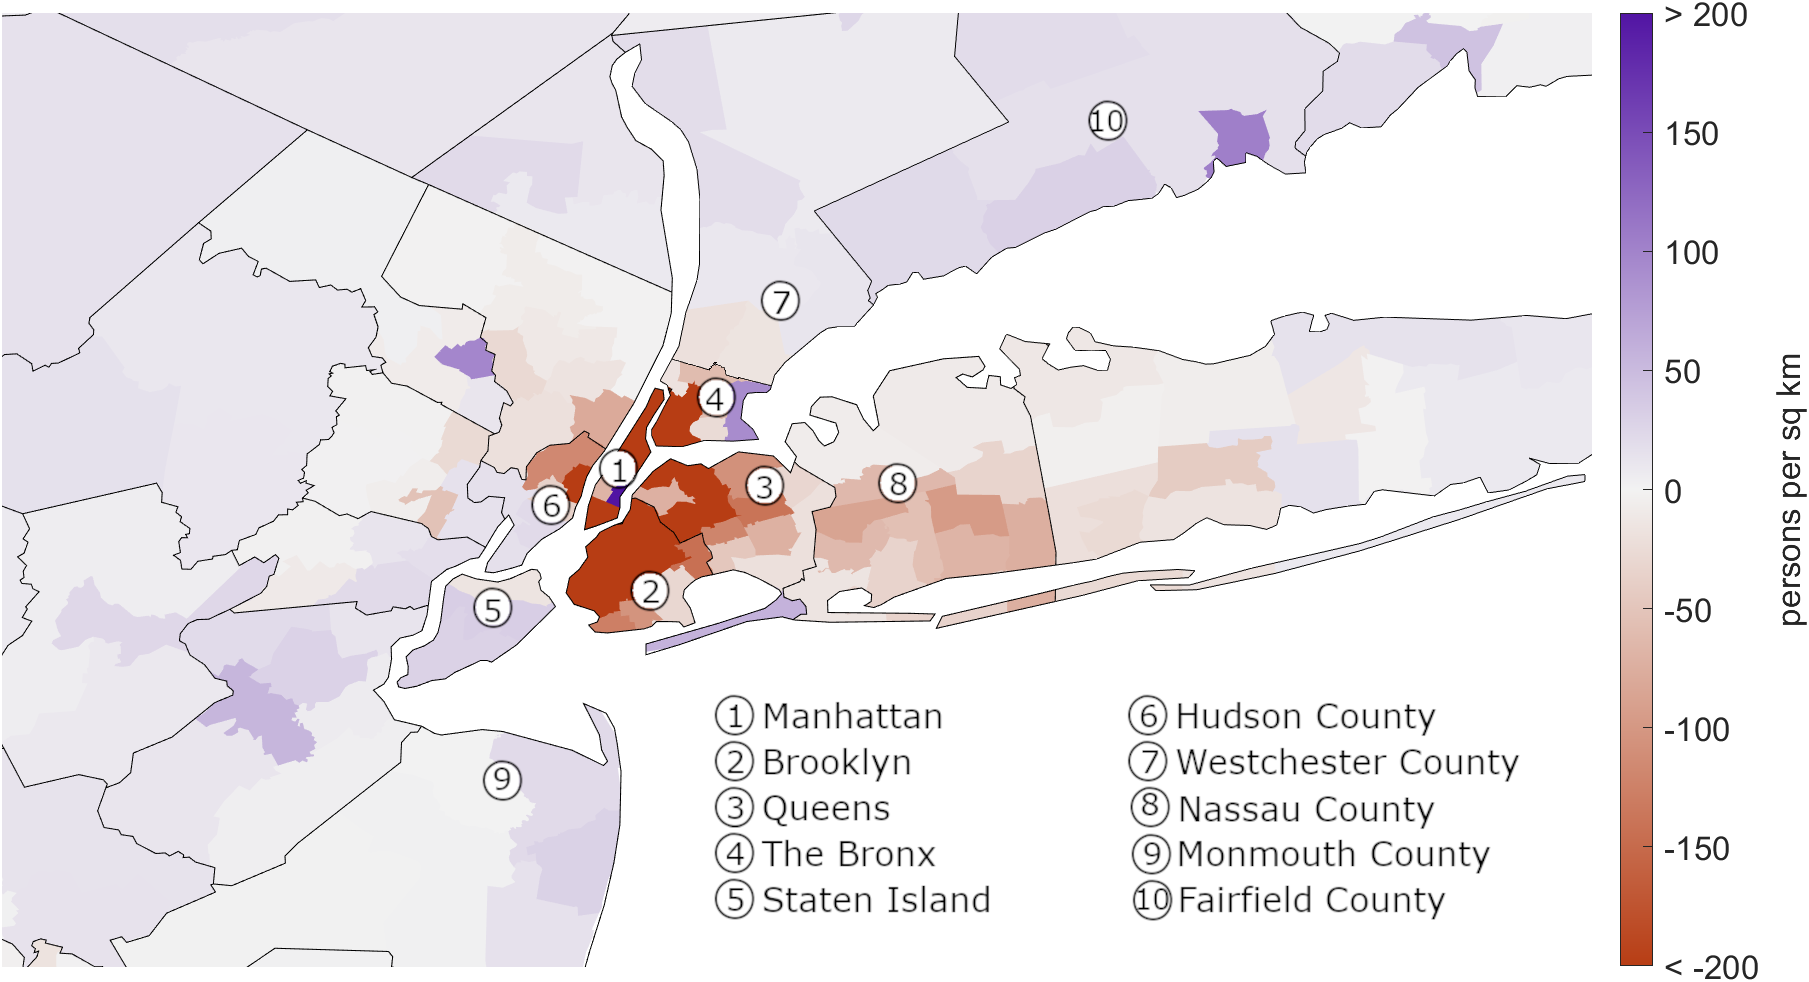 > 200
150
100
50
0
-50
-100
-150
< -200
persons per sq km
10
7
4
1
3
8
6
2
5
9
1 Manhattan
2 Brooklyn
3 Queens
4 The Bronx
5 Staten Island
6 Hudson County
7 Westchester County
8 Nassau County
9 Monmouth County
10 Fairfield County